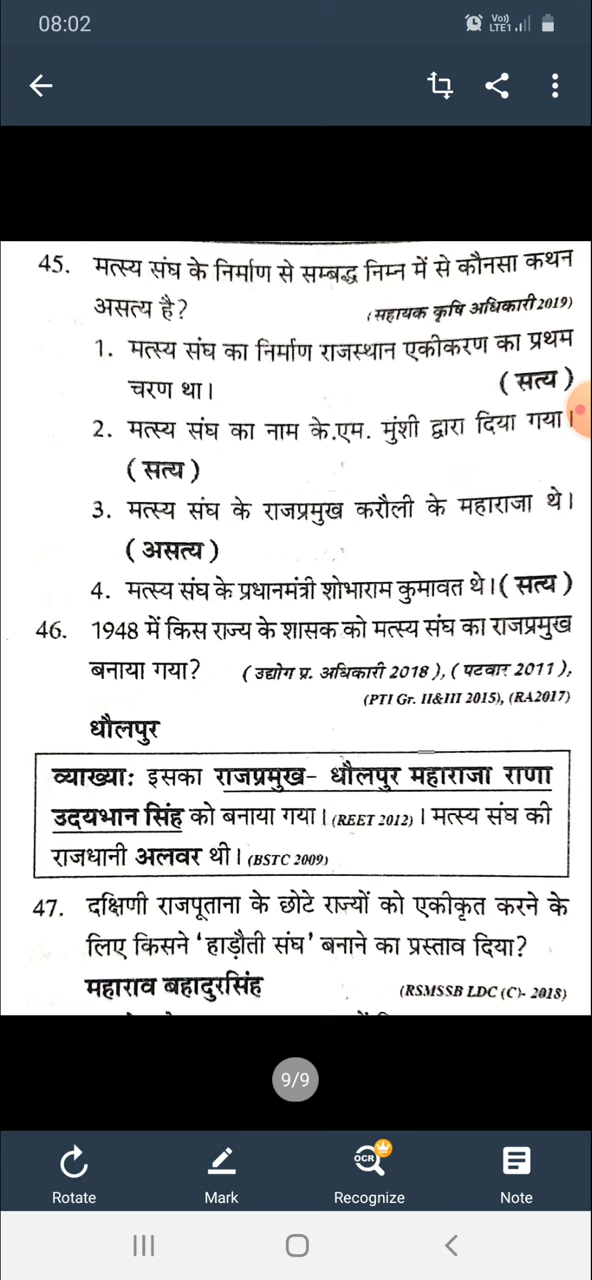 08:02
Vo)) LTE1
45. मत्स्य संघ के निर्माण से सम्बद्ध निम्न में से कौनसा कथन
असत्य है? (सहायक कृषि अधिकारी 2019)
1. मत्स्य संघ का निर्माण राजस्थान एकीकरण का प्रथम
चरण था। (सत्य)
2. मत्स्य संघ का नाम के.एम. मुंशी द्वारा दिया गया।
(सत्य)
3. मत्स्य संघ के राजप्रमुख करौली के महाराजा थे।
(असत्य)
4. मत्स्य संघ के प्रधानमंत्री शोभाराम कुमावत थे। (सत्य)
46. 1948 में किस राज्य के शासक को मत्स्य संघ का राजप्रमुख
बनाया गया? (उद्योग प्र. अधिकारी 2018), (पटवार 2011),
(PTI Gr. II&III 2015), (RA2017)
धौलपुर
व्याख्या: इसका राजप्रमुख- धौलपुर महाराजा राणा
उदयभान सिंह को बनाया गया। (REET 2012) । मत्स्य संघ की
राजधानी अलवर थी। (BSTC 2009)
47. दक्षिणी राजपूताना के छोटे राज्यों को एकीकृत करने के
लिए किसने 'हाड़ौती संघ' बनाने का प्रस्ताव दिया?
महाराव बहादुरसिंह (RSMSSB LDC (C)- 2018)
9/9
OCR
Rotate Mark Recognize Note